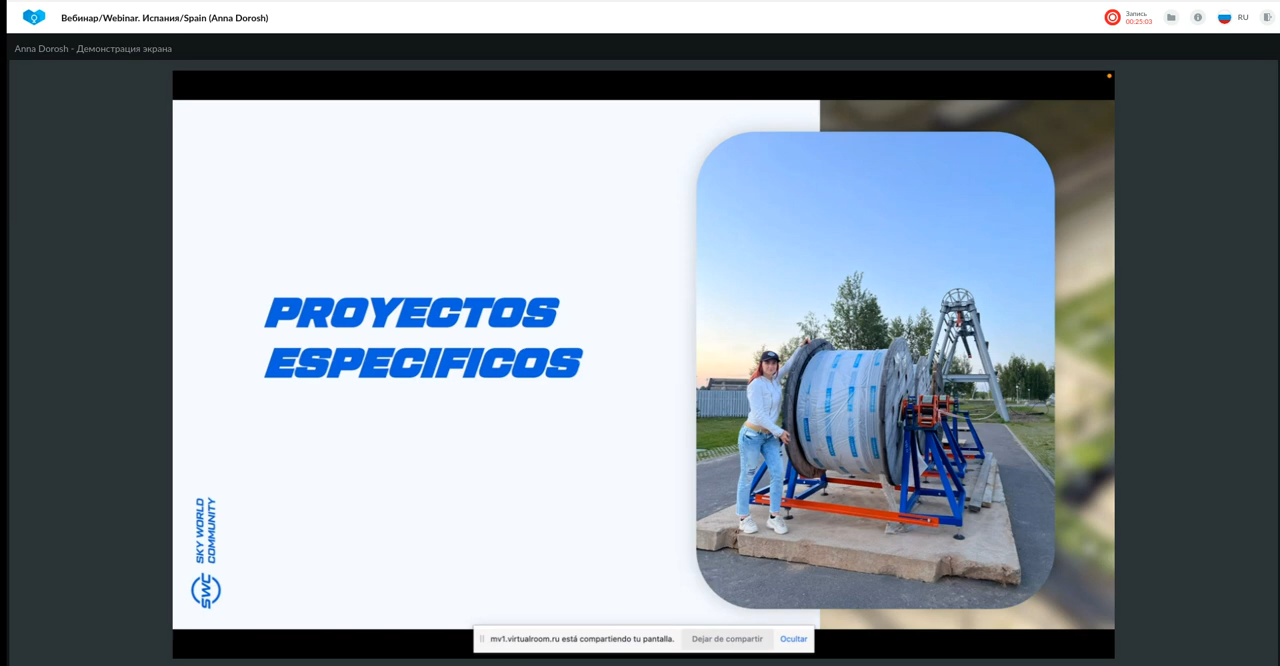 Вебинар/Webinar. Испания/Spain (Anna Dorosh)
Запись
00:25:03
RU
Anna Dorosh - Демонстрация экрана
PROYECTOS
ESPECIFICOS
SKY WORLD
COMMUNITY
SWC
mv1.virtualroom.ru está compartiendo tu pantalla.
Dejar de compartir
Ocultar